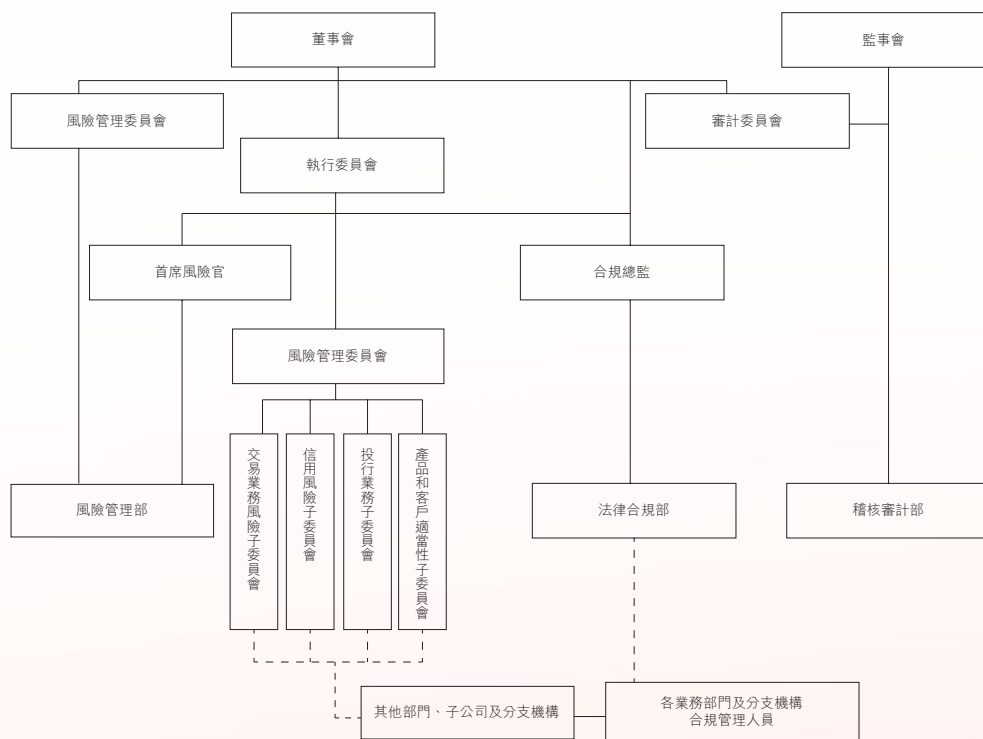 董事會
監事會
風險管理委員會
審計委員會
執行委員會
首席風險官
合規總監
風險管理委員會
交易業務風險子委員會
信用風險子委員會
投行業務子委員會
產品和客戶適當性子委員會
風險管理部
法律合規部
稽核審計部
其他部門、子公司及分支機構
各業務部門及分支機構
合規管理人員